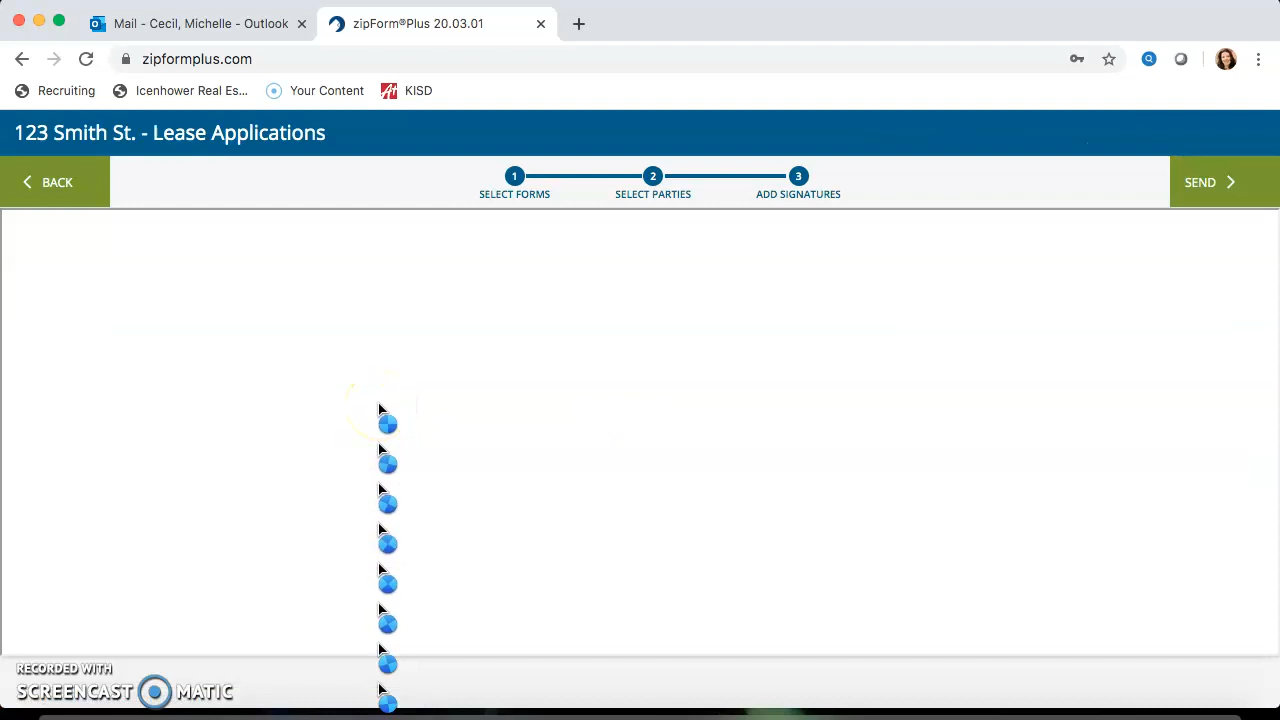 Mail - Cecil, Michelle - Outlook
zipForm®Plus 20.03.01
zipformplus.com
Recruiting
Icenhower Real Es...
Your Content
A+
KISD
123 Smith St. - Lease Applications
BACK
1
2
3
SELECT FORMS
SELECT PARTIES
ADD SIGNATURES
SEND
RECORDED WITH
SCREENCAST MATIC